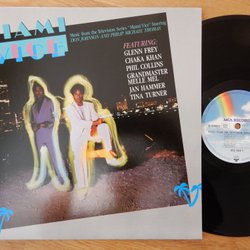 MIAMI
VICE
Music from the Television Series "Miami Vice" Starring
DON JOHNSON AND PHILIP MICHAEL THOMAS
FEATURING:
GLENN FREY
CHAKA KHAN
PHIL COLLINS
GRANDMASTER
MELLE MEL
JAN HAMMER
TINA TURNER
MCA RECORDS